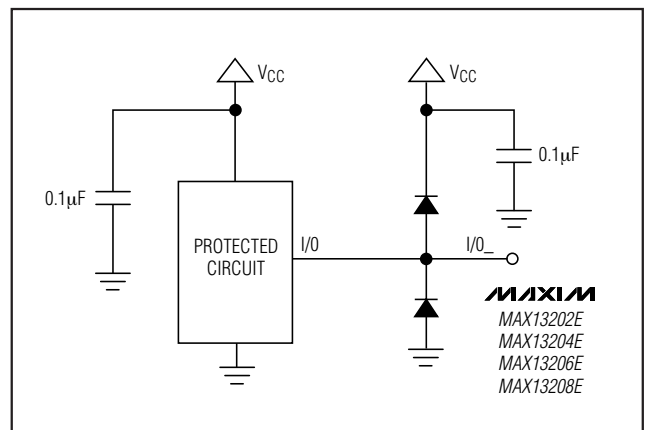 VCC
VCC
0.1µF
0.1µF
PROTECTED
CIRCUIT
I/0
I/0_
MAXIM
MAX13202E
MAX13204E
MAX13206E
MAX13208E